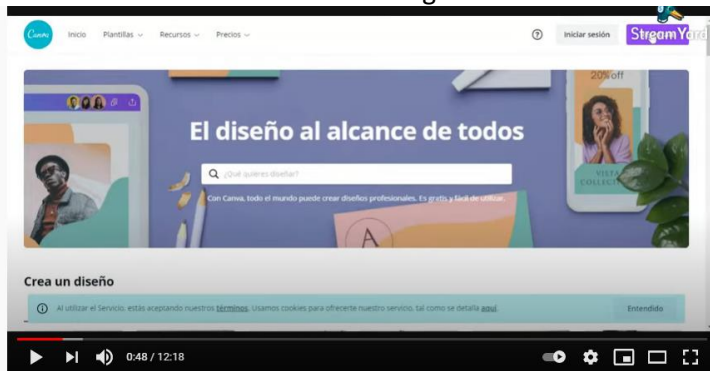 Canva
Inicio
Plantillas
Recursos
Precios
Iniciar sesión
StreamYard
20% off
El diseño al alcance de todos
¿Qué quieres diseñar?
Con Canva, todo el mundo puede crear diseños profesionales. Es gratis y fácil de utilizar.
VISTA
COLLECTI
A
Crea un diseño
Al utilizar el Servicio, estás aceptando nuestros términos. Usamos cookies para ofrecerte nuestro servicio, tal como se detalla aquí.
Entendido
0:48 / 12:18